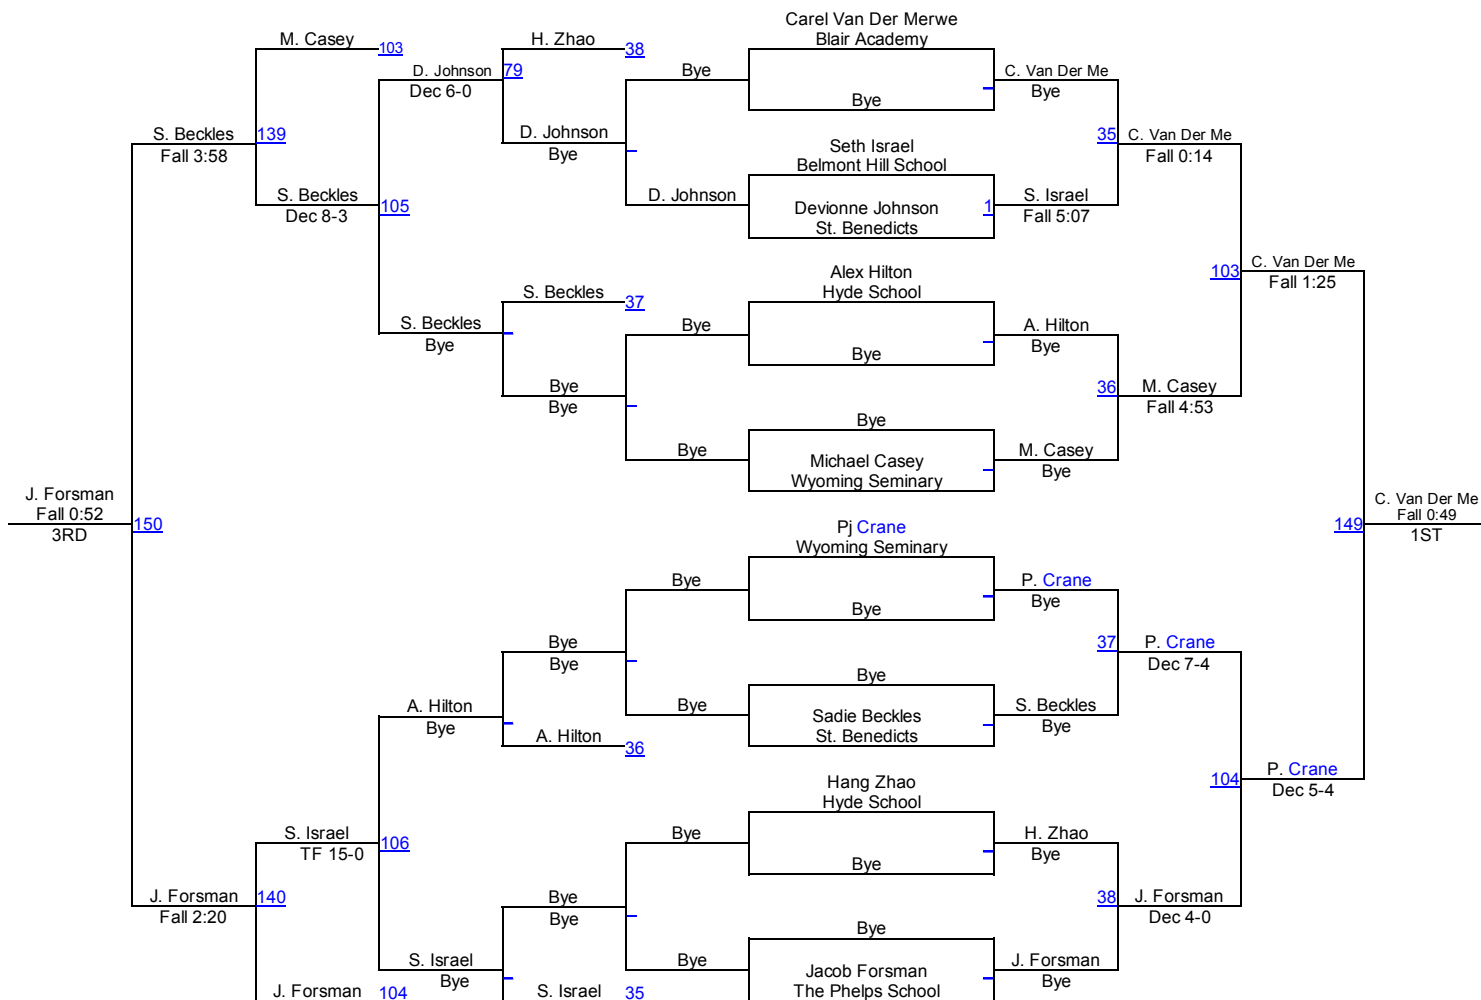 Carel Van Der Merwe
Blair Academy
M. Casey 103
H. Zhao 38
D. Johnson 79
Dec 6-0
Bye
Bye
C. Van Der Me
Bye
S. Beckles 139
Fall 3:58
D. Johnson
Bye
Seth Israel
Belmont Hill School
35 C. Van Der Me
Fall 0:14
S. Beckles 105
Dec 8-3
D. Johnson
Devionne Johnson 1
St. Benedicts
S. Israel
Fall 5:07
Alex Hilton
Hyde School
103 C. Van Der Me
Fall 1:25
S. Beckles 37
S. Beckles
Bye
Bye
Bye
A. Hilton
Bye
Bye
Bye
36 M. Casey
Fall 4:53
Bye
Bye
Michael Casey
Wyoming Seminary
M. Casey
Bye
J. Forsman
Fall 0:52
3RD
150
Pj Crane
Wyoming Seminary
149 C. Van Der Me
Fall 0:49
1ST
Bye
Bye
P. Crane
Bye
Bye
Bye
37 P. Crane
Dec 7-4
A. Hilton
Bye
A. Hilton 36
Bye
Bye
Sadie Beckles
St. Benedicts
S. Beckles
Bye
Hang Zhao
Hyde School
104 P. Crane
Dec 5-4
S. Israel 106
TF 15-0
Bye
Bye
H. Zhao
Bye
J. Forsman 140
Fall 2:20
Bye
Bye
38 J. Forsman
Dec 4-0
Bye
S. Israel
Bye
Bye
Jacob Forsman
The Phelps School
J. Forsman
Bye
J. Forsman 104
S. Israel 35